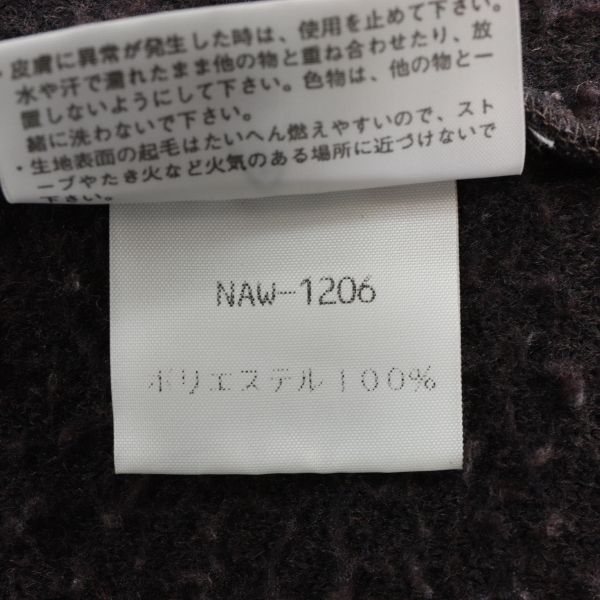 ・皮膚に異常が発生した時は、使用を止めて下さい。
水や汗で濡れたまま他の物と重ね合わせたり、放
置しないようにして下さい。色物は、他の物と一
緒に洗わないで下さい。
・生地表面の起毛はたいへん燃えやすいので、スト
ーブやたき火など火気のある場所に近づけないで
下さい。
NAW-1206
ポリエステル100%